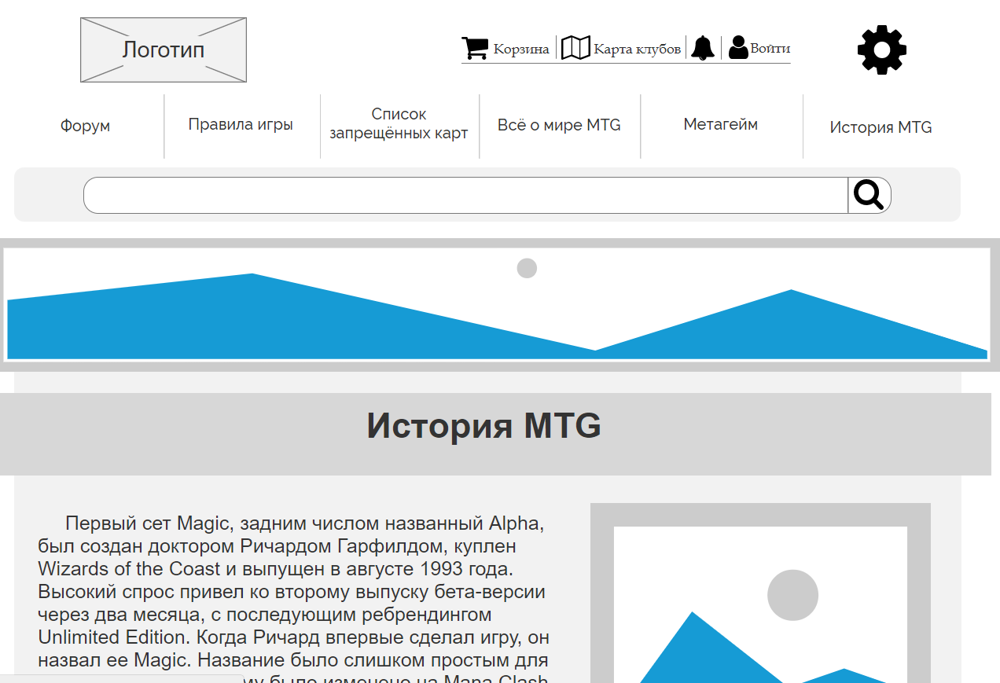 Логотип
Корзина
Карта клубов
Войти
Форум
Правила игры
Список
запрещённых карт
Всё о мире MTG
Метагейм
История MTG
История MTG
Первый сет Magic, задним числом названный Alpha,
был создан доктором Ричардом Гарфилдом, куплен
Wizards of the Coast и выпущен в августе 1993 года.
Высокий спрос привел ко второму выпуску бета-версии
через два месяца, с последующим ребрендингом
Unlimited Edition. Когда Ричард впервые сделал игру, он
назвал ее Magic. Название было слишком простым для
было изменено на Mana Clash